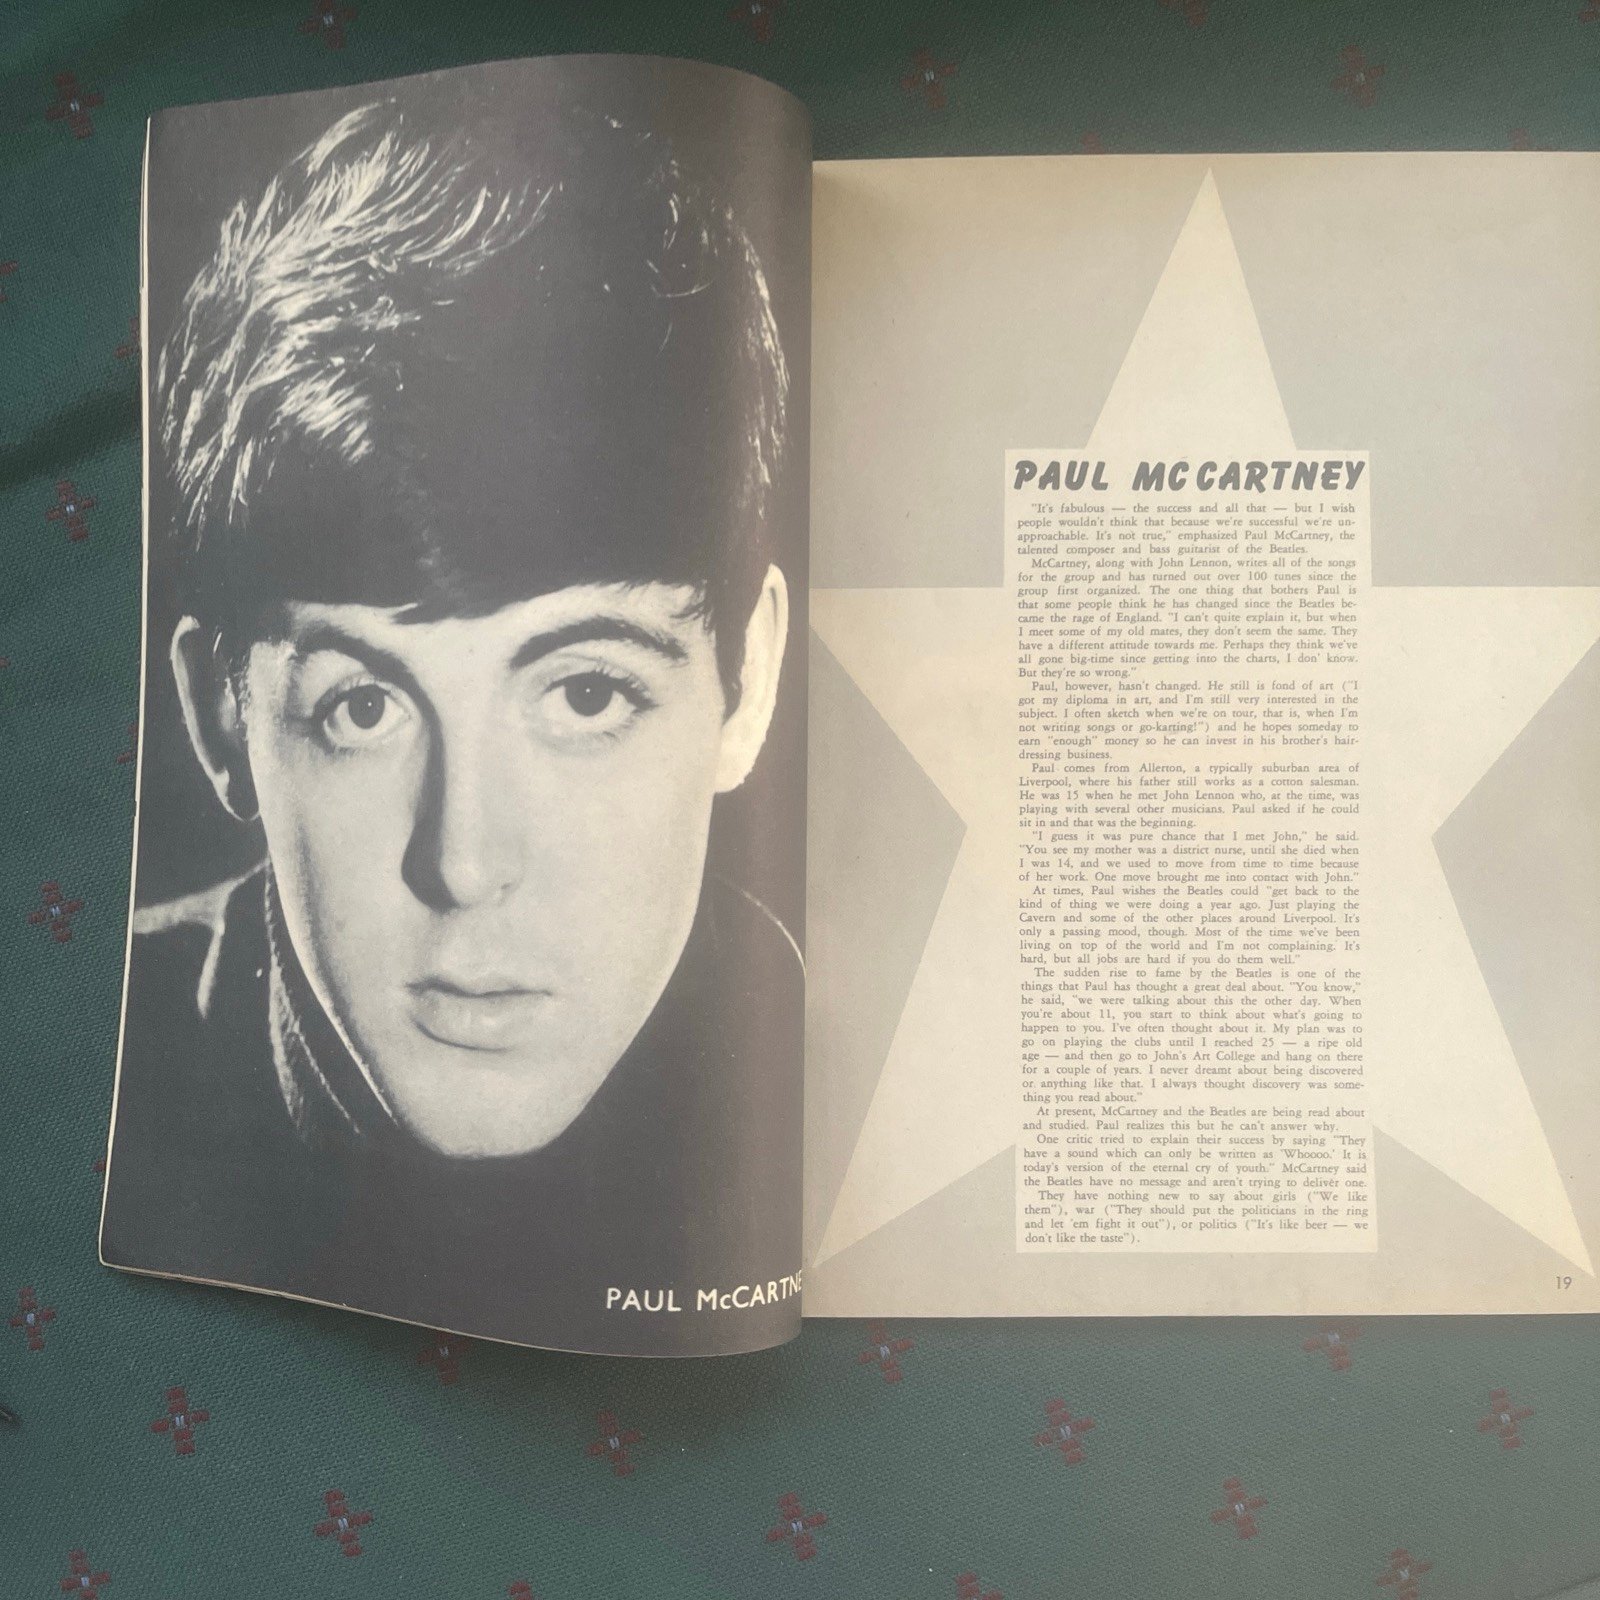 PAUL McCARTNE
PAUL MCCARTNEY
"It's fabulous — the success and all that — but I wish
people wouldn't think that because we're successful we're un-
approachable. It's not true," emphasized Paul McCartney, the
talented composer and bass guitarist of the Beatles.
McCartney, along with John Lennon, writes all of the songs
for the group and has turned out over 100 tunes since the
group first organized. The one thing that bothers Paul is
that some people think he has changed since the Beatles be-
came the rage of England. "I can't quite explain it, but when
I meet some of my old mates, they don't seem the same. They
have a different attitude towards me. Perhaps they think we've
all gone big-time since getting into the charts, I don' know.
But they're so wrong."
Paul, however, hasn't changed. He still is fond of art ("I
got my diploma in art, and I'm still very interested in the
subject. I often sketch when we're on tour, that is, when I'm
not writing songs or go-karting!") and he hopes someday to
earn "enough" money so he can invest in his brother's hair-
dressing business.
Paul comes from Allerton, a typically suburban area of
Liverpool, where his father still works as a cotton salesman.
He was 15 when he met John Lennon who, at the time, was
playing with several other musicians. Paul asked if he could
sit in and that was the beginning.
"I guess it was pure chance that I met John," he said.
"You see my mother was a district nurse, until she died when
I was 14, and we used to move from time to time because
of her work. One move brought me into contact with John."
At times, Paul wishes the Beatles could "get back to the
kind of thing we were doing a year ago. Just playing the
Cavern and some of the other places around Liverpool. It's
only a passing mood, though. Most of the time we've been
living on top of the world and I'm not complaining. It's
hard, but all jobs are hard if you do them well."
The sudden rise to fame by the Beatles is one of the
things that Paul has thought a great deal about. "You know,"
he said, "we were talking about this the other day. When
you're about 11, you start to think about what's going to
happen to you. I've often thought about it. My plan was to
go on playing the clubs until I reached 25 — a ripe old
age — and then go to John's Art College and hang on there
for a couple of years. I never dreamt about being discovered
or anything like that. I always thought discovery was some-
thing you read about."
At present, McCartney and the Beatles are being read about
and studied. Paul realizes this but he can't answer why.
One critic tried to explain their success by saying "They
have a sound which can only be written as 'Whoooo.' It is
today's version of the eternal cry of youth." McCartney said
the Beatles have no message and aren't trying to deliver one.
They have nothing new to say about girls ("We like
them"), war ("They should put the politicians in the ring
and let 'em fight it out"), or politics ("It's like beer — we
don't like the taste").
19